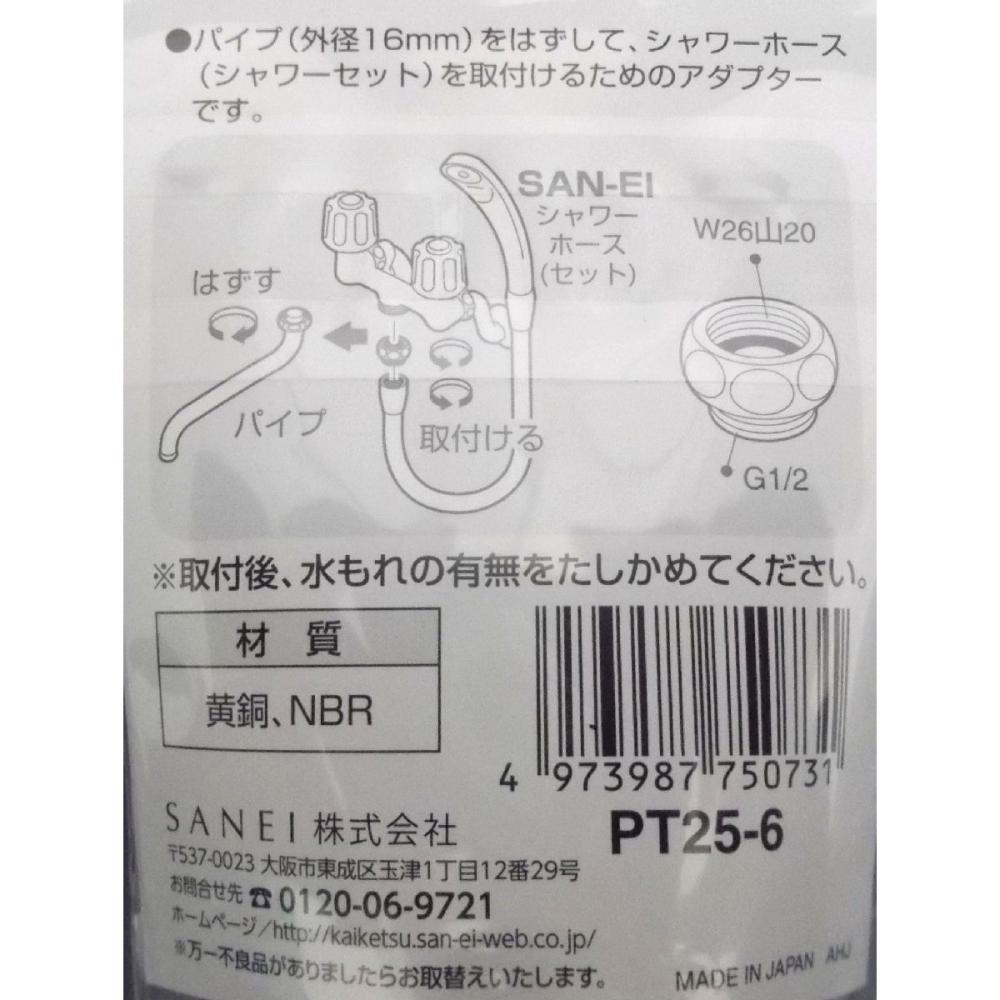 ●パイプ(外径16mm)をはずして、シャワーホース
(シャワーセット)を取付けるためのアダプター
です。
SAN-EI
シャワー
ホース
(セット)
W26山20
はずす
パイプ
取付ける
G1/2
※取付後、水もれの有無をたしかめてください。
材 質
黄銅、NBR
4 973987 750731
PT25-6
SANEI 株式会社
〒537-0023 大阪市東成区玉津1丁目12番29号
お問合せ先 ☎0120-06-9721
ホームページ/http://kaiketsu.san-ei-web.co.jp/
※万一不良品がありましたらお取替えいたします。
MADE IN JAPAN AHJ